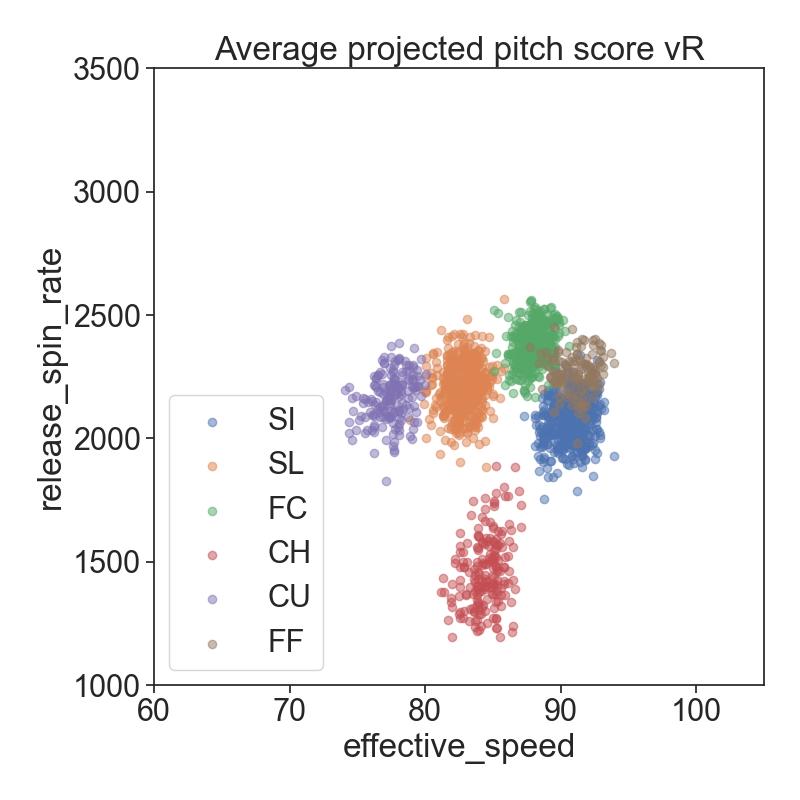 Average projected pitch score vR
3500
3000
2500
2000
1500
1000
release_spin_rate
SI
SL
FC
CH
CU
FF
60
70
80
90
100
effective_speed